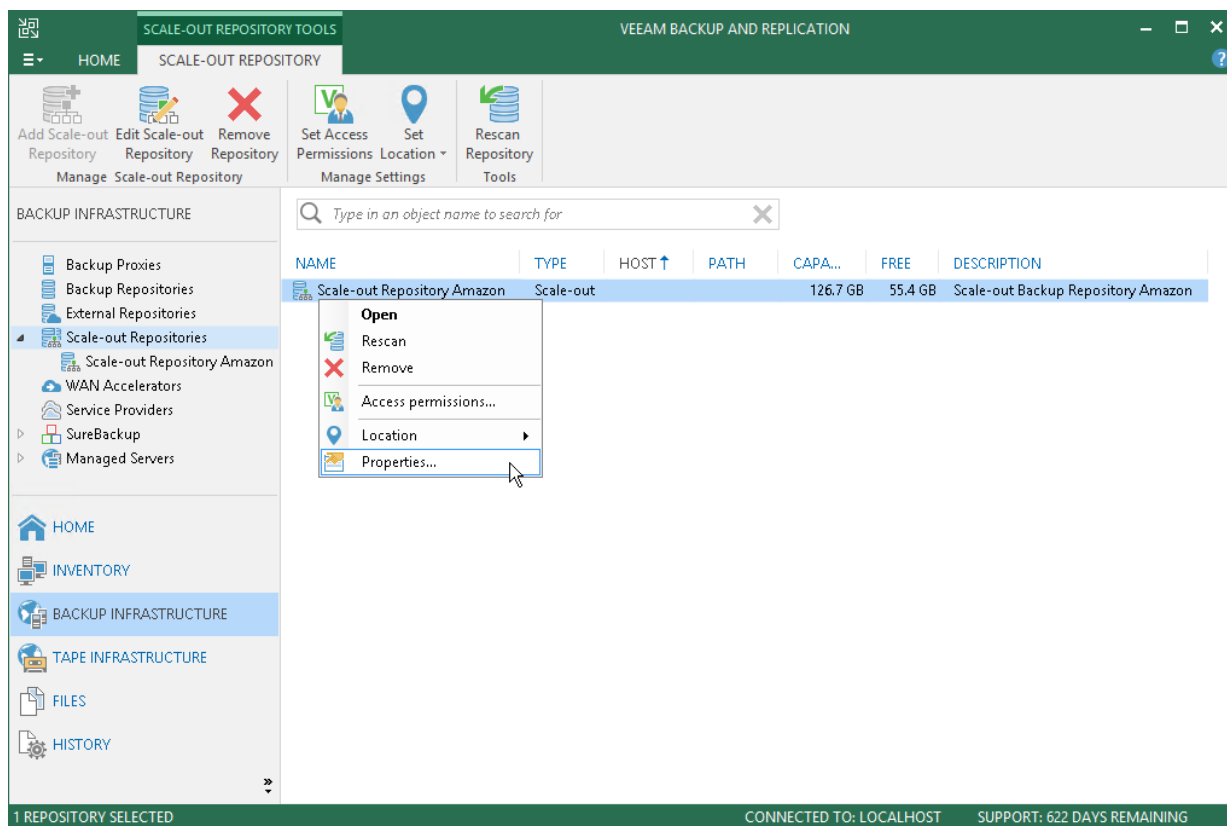 SCALE-OUT REPOSITORY TOOLS
VEEAM BACKUP AND REPLICATION
HOME
SCALE-OUT REPOSITORY
?
Add Scale-out Repository
Edit Scale-out Repository
Remove Repository
Manage Scale-out Repository
Set Access Permissions
Set Location
Manage Settings
Rescan Repository
Tools
BACKUP INFRASTRUCTURE
Type in an object name to search for
Backup Proxies
Backup Repositories
External Repositories
Scale-out Repositories
Scale-out Repository Amazon
WAN Accelerators
Service Providers
SureBackup
Managed Servers
NAME TYPE HOST PATH CAPA... FREE DESCRIPTION
Scale-out Repository Amazon Scale-out 126.7 GB 55.4 GB Scale-out Backup Repository Amazon
Open
Rescan
Remove
Access permissions...
Location
Properties...
HOME
INVENTORY
BACKUP INFRASTRUCTURE
TAPE INFRASTRUCTURE
FILES
HISTORY
1 REPOSITORY SELECTED
CONNECTED TO: LOCALHOST
SUPPORT: 622 DAYS REMAINING